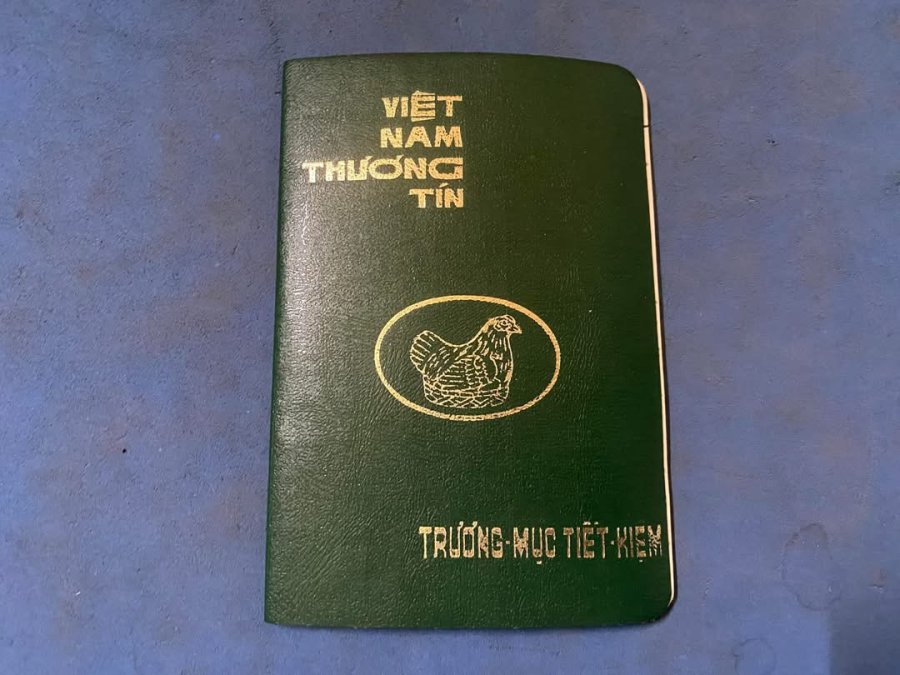 VIỆT
NAM
THƯƠNG
TÍN
TRƯƠNG-MỤC TIẾT-KIỆM